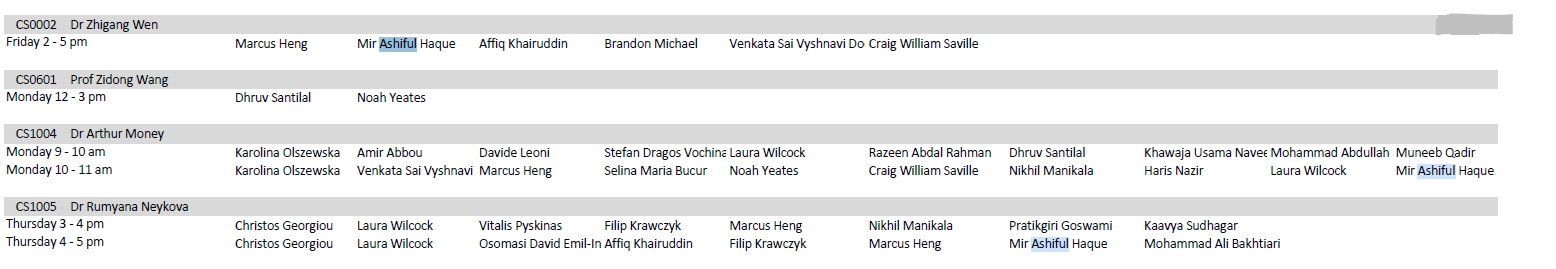 CS0002 Dr Zhigang Wen
Friday 2 - 5 pm Marcus Heng Mir Ashiful Haque Affiq Khairuddin Brandon Michael Venkata Sai Vyshnavi Do Craig William Saville
CS0601 Prof Zidong Wang
Monday 12 - 3 pm Dhruv Santilal Noah Yeates
CS1004 Dr Arthur Money
Monday 9 - 10 am Karolina Olszewska Amir Abbou Davide Leoni Stefan Dragos Vochina Laura Wilcock Razeen Abdal Rahman Dhruv Santilal Khawaja Usama Navee Mohammad Abdullah Muneeb Qadir
Monday 10 - 11 am Karolina Olszewska Venkata Sai Vyshnavi Marcus Heng Selina Maria Bucur Noah Yeates Craig William Saville Nikhil Manikala Haris Nazir Laura Wilcock Mir Ashiful Haque
CS1005 Dr Rumyana Neykova
Thursday 3 - 4 pm Christos Georgiou Laura Wilcock Vitalis Pyskinas Filip Krawczyk Marcus Heng Nikhil Manikala Pratikgiri Goswami Kaavya Sudhagar
Thursday 4 - 5 pm Christos Georgiou Laura Wilcock Osomasi David Emil-In Affiq Khairuddin Filip Krawczyk Marcus Heng Mir Ashiful Haque Mohammad Ali Bakhtiari